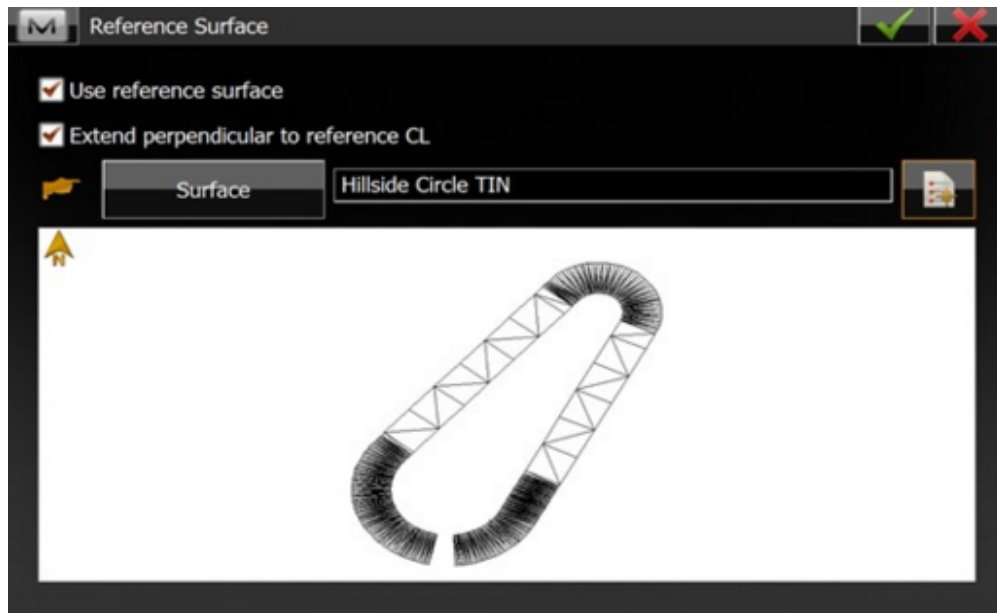 M Reference Surface
Use reference surface
Extend perpendicular to reference CL
Surface Hillside Circle TIN
N